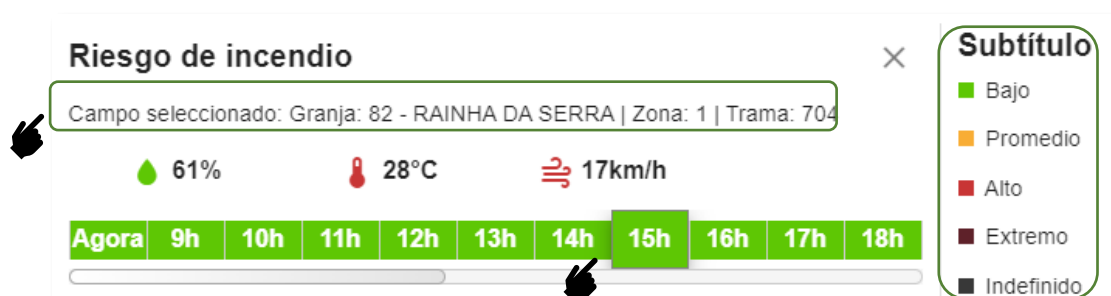 Riesgo de incendio
Campo seleccionado: Granja: 82 - RAINHA DA SERRA | Zona: 1 | Trama: 704
61% 28°C 17km/h
Agora 9h 10h 11h 12h 13h 14h 15h 16h 17h 18h
Subtítulo
Bajo
Promedio
Alto
Extremo
Indefinido